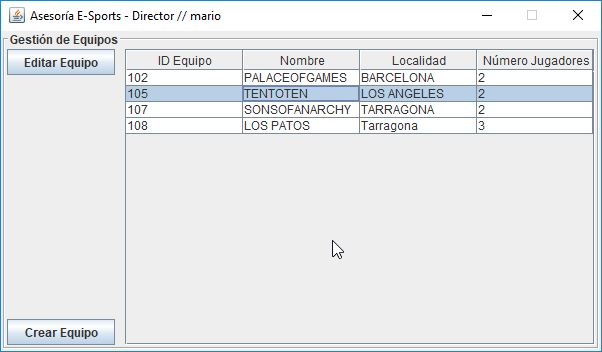 Asesoría E-Sports - Director // mario
Gestión de Equipos
Editar Equipo
ID Equipo Nombre Localidad Número Jugadores
102 PALACEOFGAMES BARCELONA 2
105 TENTOTEN LOS ANGELES 2
107 SONSOFANARCHY TARRAGONA 2
108 LOS PATOS Tarragona 3
Crear Equipo